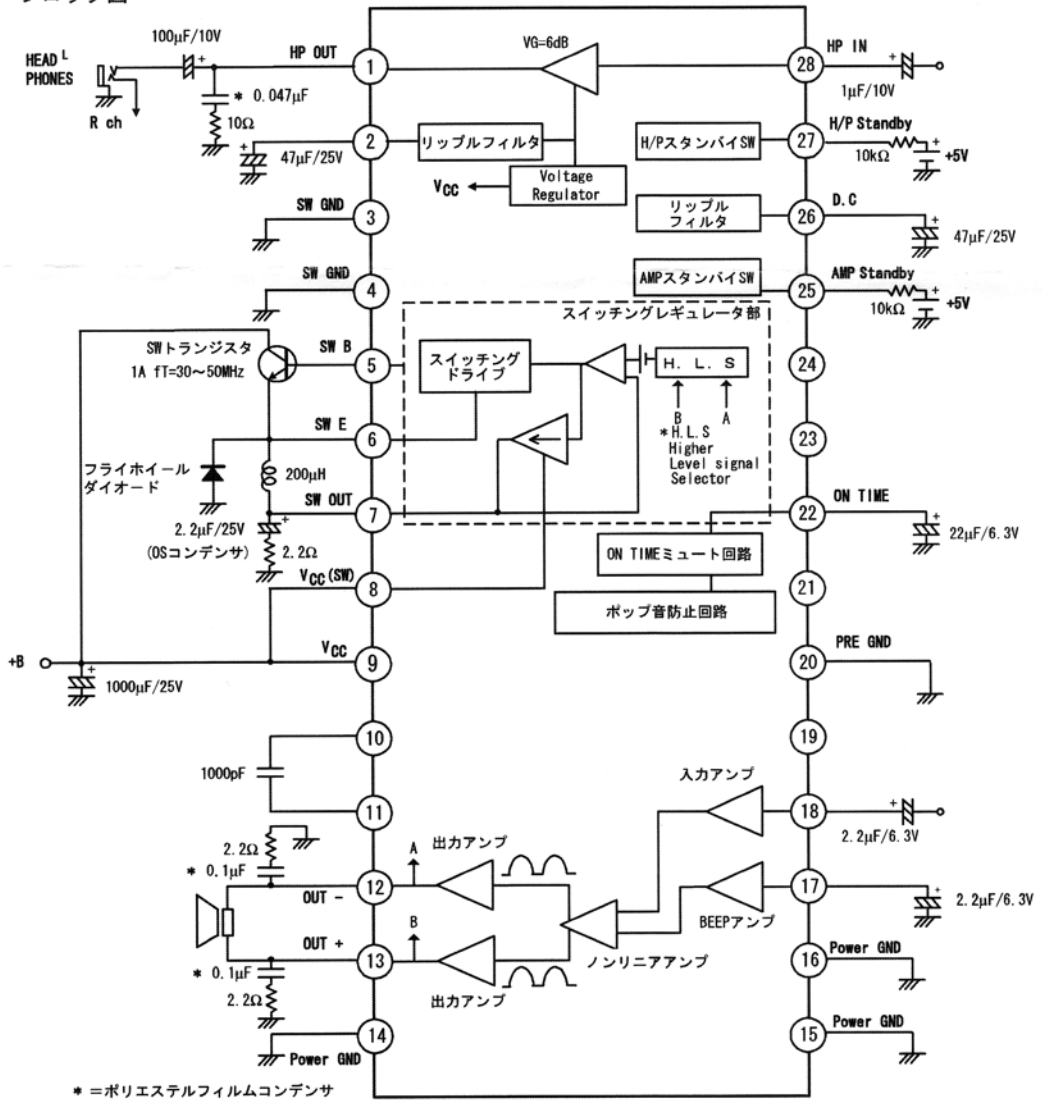 100μF/10V
HP OUT
VG=6dB
HP IN
HEAD L
PHONES
1
28
1μF/10V
* 0.047μF
R ch
10Ω
47μF/25V
2
リップルフィルタ
H/PスタンバイSW
27
H/P Standby
10kΩ
+5V
VCC
Voltage
Regulator
リップル
フィルタ
26
D.C
47μF/25V
SW GND
3
SW GND
4
AMPスタンバイSW
25
AMP Standby
10kΩ
+5V
スイッチングレギュレータ部
SWトランジスタ
1A fT=30～50MHz
SW B
5
スイッチング
ドライブ
H. L. S
24
B A
*H.L.S
Higher
Level signal
Selector
SW E
6
23
フライホイール
ダイオード
200μH
SW OUT
7
ON TIME
22
22μF/6.3V
2.2μF/25V
(OSコンデンサ)
2.2Ω
ON TIMEミュート回路
VCC(SW)
8
ポップ音防止回路
21
+B
VCC
9
PRE GND
20
1000μF/25V
10
19
1000pF
11
入力アンプ
18
2.2μF/6.3V
2.2Ω
* 0.1μF
A
出力アンプ
OUT -
12
BEEPアンプ
17
2.2μF/6.3V
OUT +
13
B
出力アンプ
ノンリニアアンプ
16
Power GND
* 0.1μF
2.2Ω
14
Power GND
15
Power GND
* =ポリエステルフィルムコンデンサ